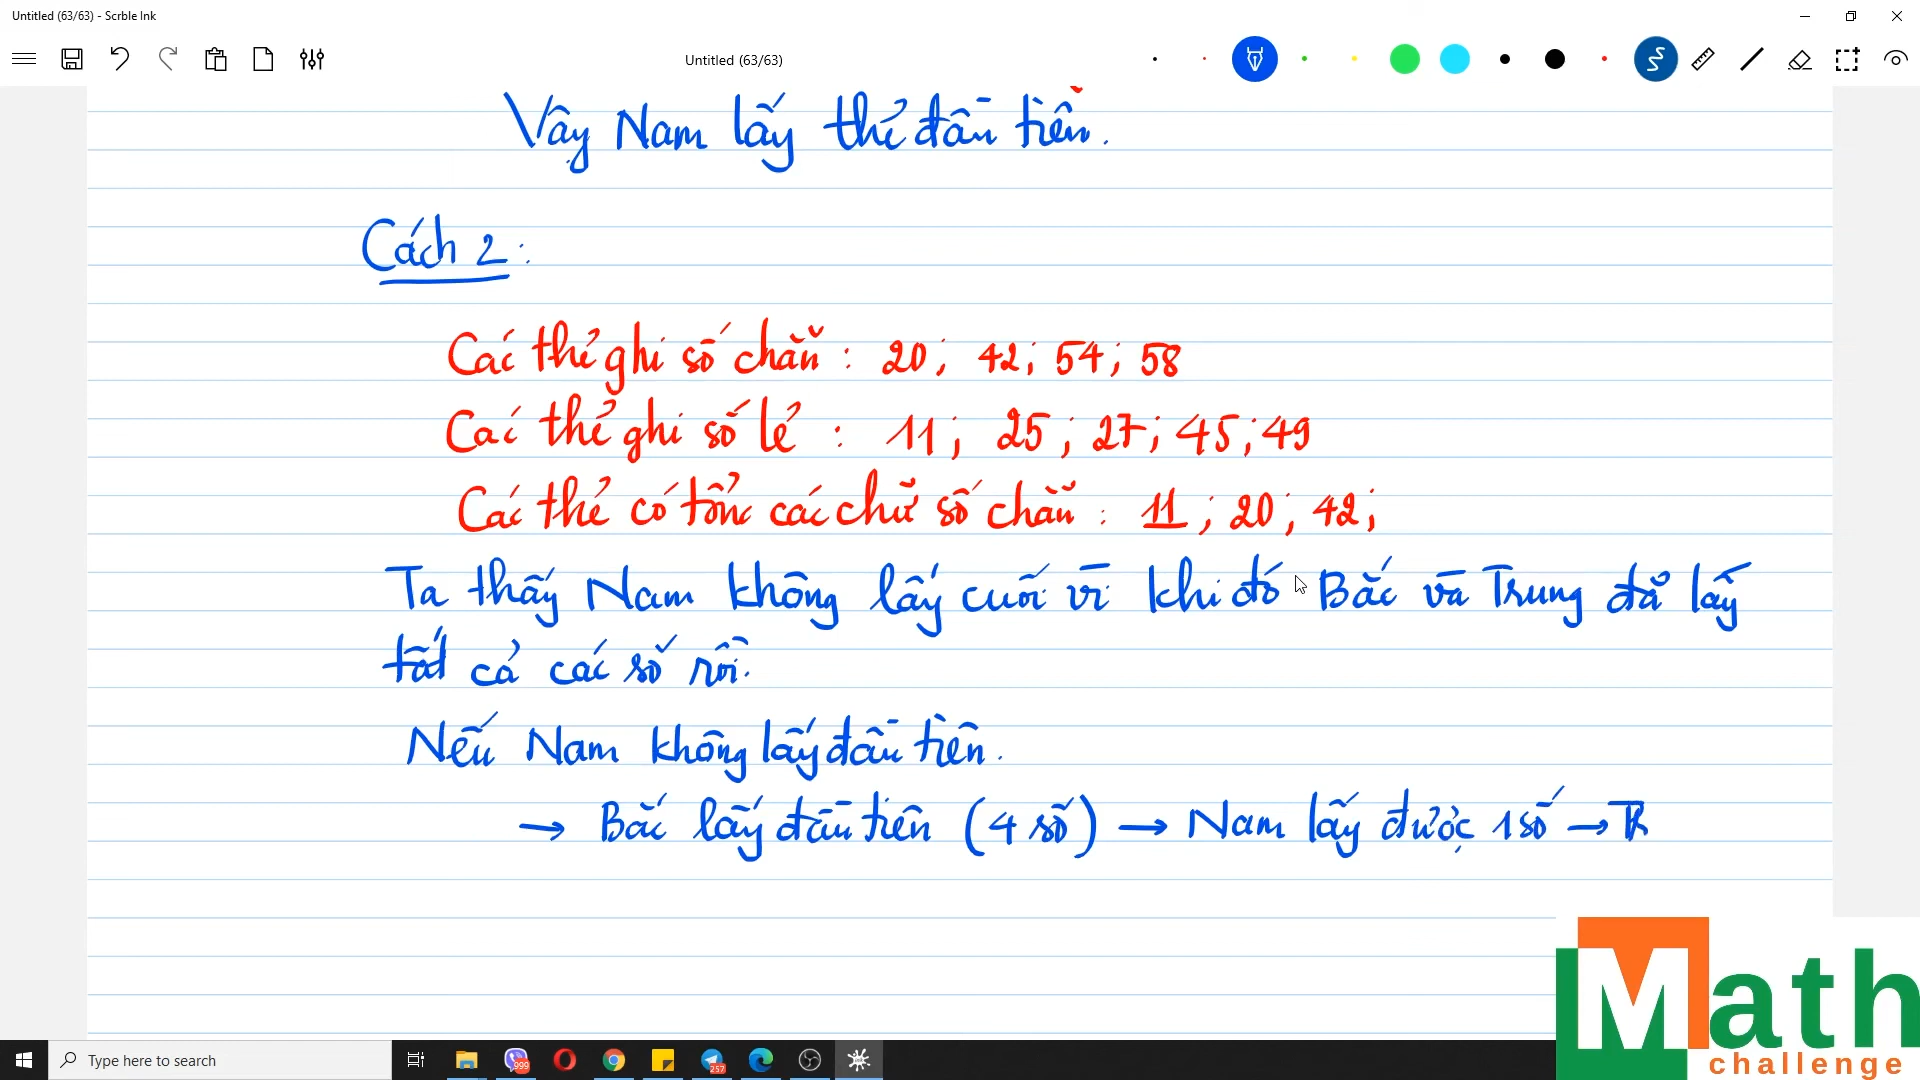 Untitled (63/63) - Scrble Ink
Untitled (63/63)
Vậy Nam lấy thẻ đầu tiên.
Cách 2:
Các thẻ ghi số chẵn: 20; 42; 54; 58
Các thẻ ghi số lẻ: 11; 25; 27; 45; 49
Các thẻ có tổng các chữ số chẵn: 11; 20; 42;
Ta thấy Nam không lấy cuối vì khi đó Bắc và Trung đã lấy
tất cả các số rồi.
Nếu Nam không lấy đầu tiên.
→ Bắc lấy đầu tiên (4 số) → Nam lấy được 1 số →
Math
challenge
Type here to search
999
257